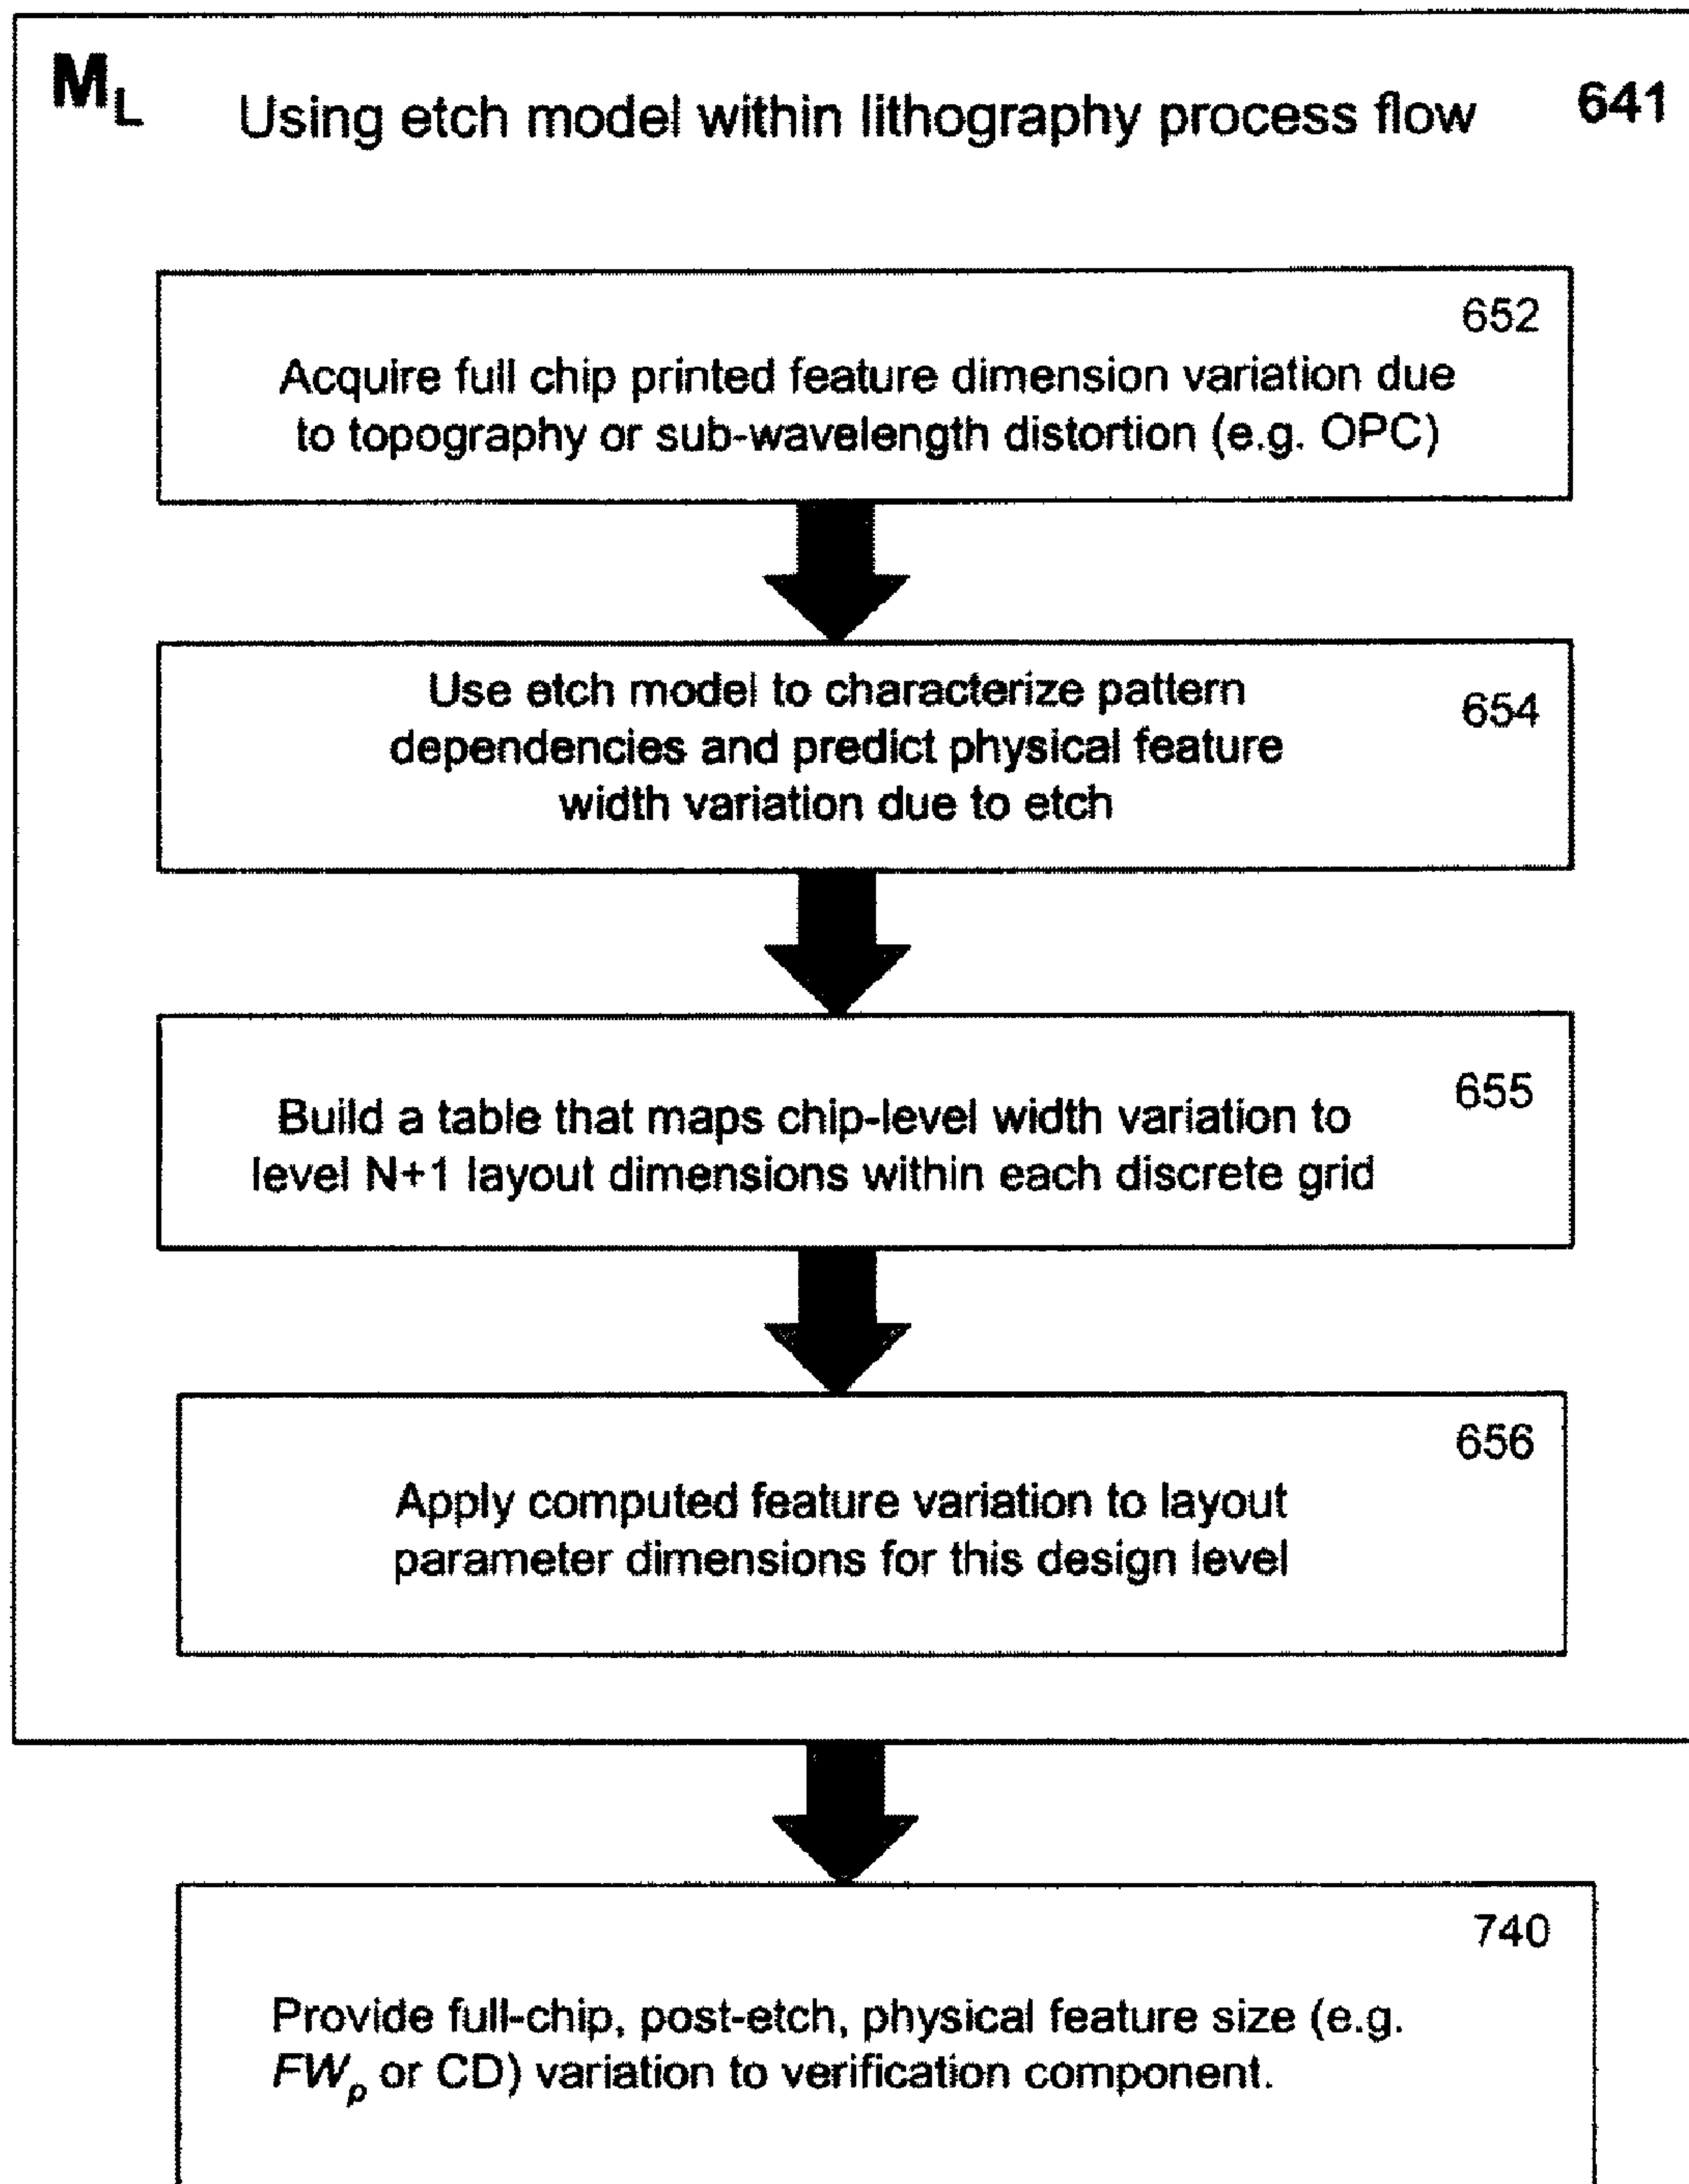 M_L Using etch model within lithography process flow 641
652
Acquire full chip printed feature dimension variation due
to topography or sub-wavelength distortion (e.g. OPC)
Use etch model to characterize pattern
654
dependencies and predict physical feature
width variation due to etch
655
Build a table that maps chip-level width variation to
level N+1 layout dimensions within each discrete grid
656
Apply computed feature variation to layout
parameter dimensions for this design level
740
Provide full-chip, post-etch, physical feature size (e.g.
FW_ρ or CD) variation to verification component.